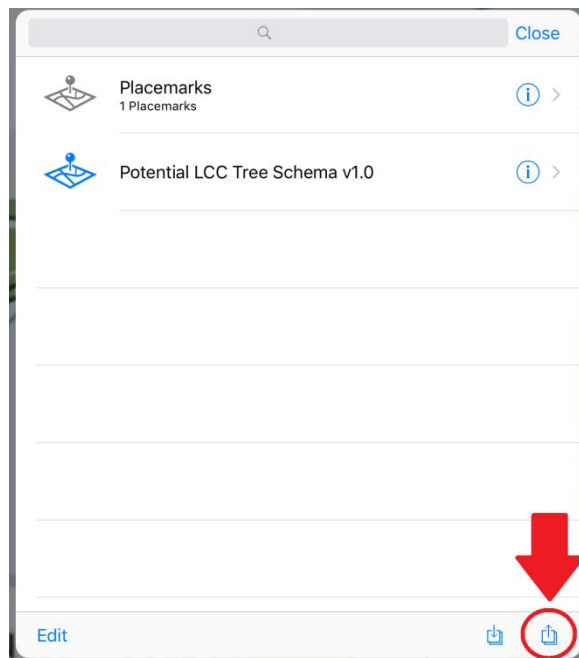 Close
Placemarks
1 Placemarks
Potential LCC Tree Schema v1.0
Edit